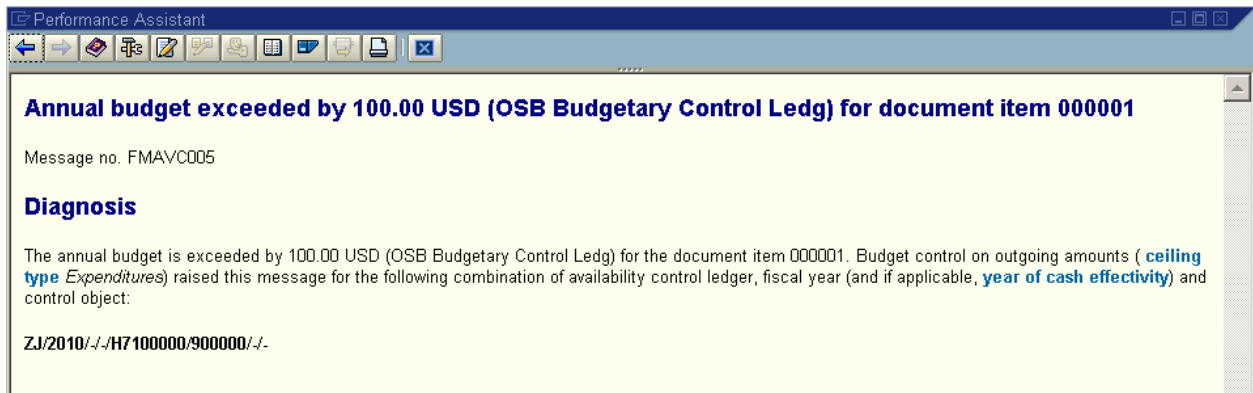 Performance Assistant
Annual budget exceeded by 100.00 USD (OSB Budgetary Control Ledg) for document item 000001
Message no. FMAVC005
Diagnosis
The annual budget is exceeded by 100.00 USD (OSB Budgetary Control Ledg) for the document item 000001. Budget control on outgoing amounts ( ceiling
type Expenditures) raised this message for the following combination of availability control ledger, fiscal year (and if applicable, year of cash effectivity) and
control object:
ZJ/2010/-/-/H7100000/900000/-/-